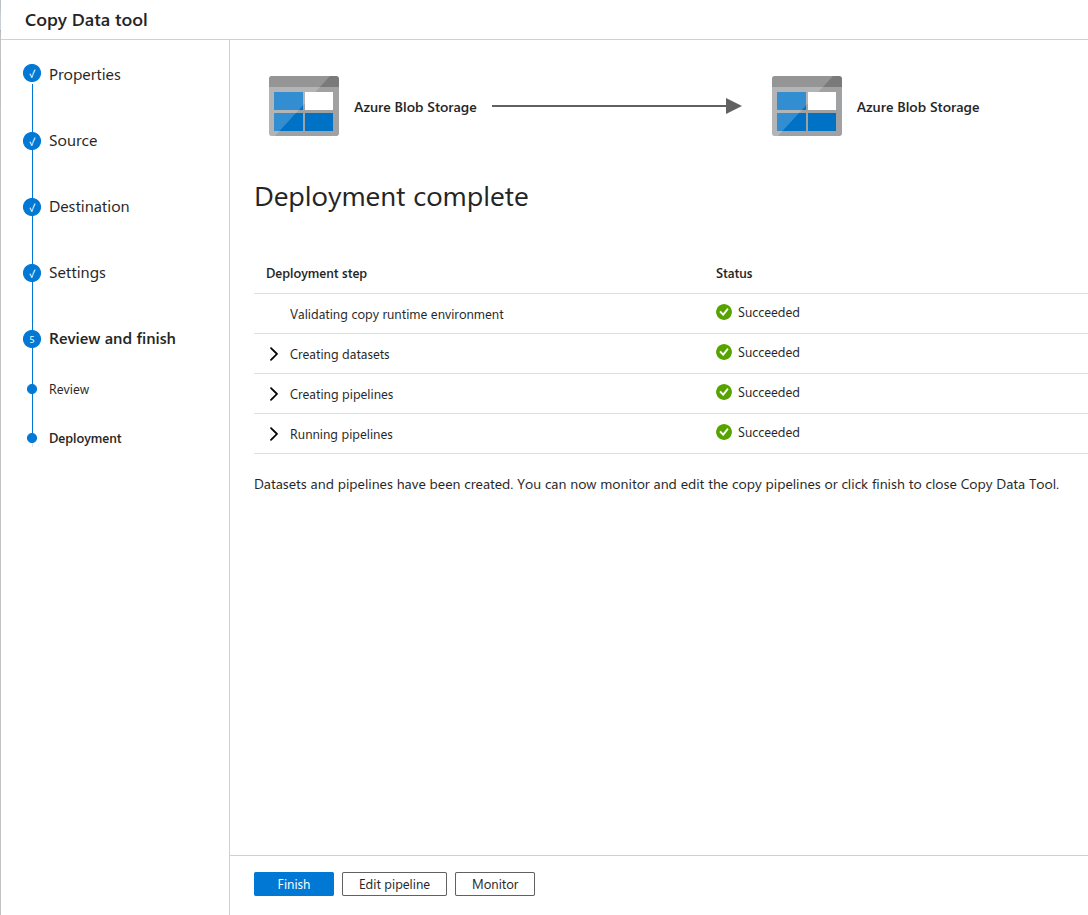 Copy Data tool
Properties
Source
Destination
Settings
5 Review and finish
Review
Deployment
Azure Blob Storage Azure Blob Storage
Deployment complete
Deployment step Status
Validating copy runtime environment Succeeded
Creating datasets Succeeded
Creating pipelines Succeeded
Running pipelines Succeeded
Datasets and pipelines have been created. You can now monitor and edit the copy pipelines or click finish to close Copy Data Tool.
Finish Edit pipeline Monitor